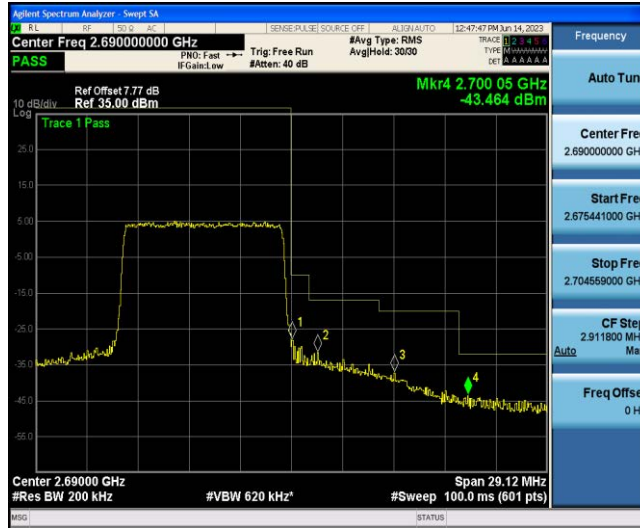 Agilent Spectrum Analyzer - Swept SA
RL RF 50 Ω AC SENSE:PULSE SOURCE OFF ALIGN AUTO 12:47:47 PM Jun 14, 2023
Center Freq 2.690000000 GHz
#Avg Type: RMS
TRACE 1 2 3 4 5 6
PASS
PNO: Fast
Trig: Free Run
Avg|Hold: 30/30
TYPE
IFGain:Low
#Atten: 40 dB
DET A A A A A A
Mkr4 2.700 05 GHz
-43.464 dBm
Ref Offset 7.77 dB
10 dB/div Ref 35.00 dBm
Log
Trace 1 Pass
25.0
15.0
5.00
-5.00
-15.0
-25.0
-35.0
-45.0
-55.0
1
2
3
4
Center 2.69000 GHz
Span 29.12 MHz
#Res BW 200 kHz
#VBW 620 kHz*
#Sweep 100.0 ms (601 pts)
MSG
STATUS
Frequency
Auto Tun
Center Fre
2.690000000 GH
Start Fre
2.675441000 GH
Stop Fre
2.704559000 GH
CF Ste
2.911800 MH
Auto Ma
Freq Offse
0 H